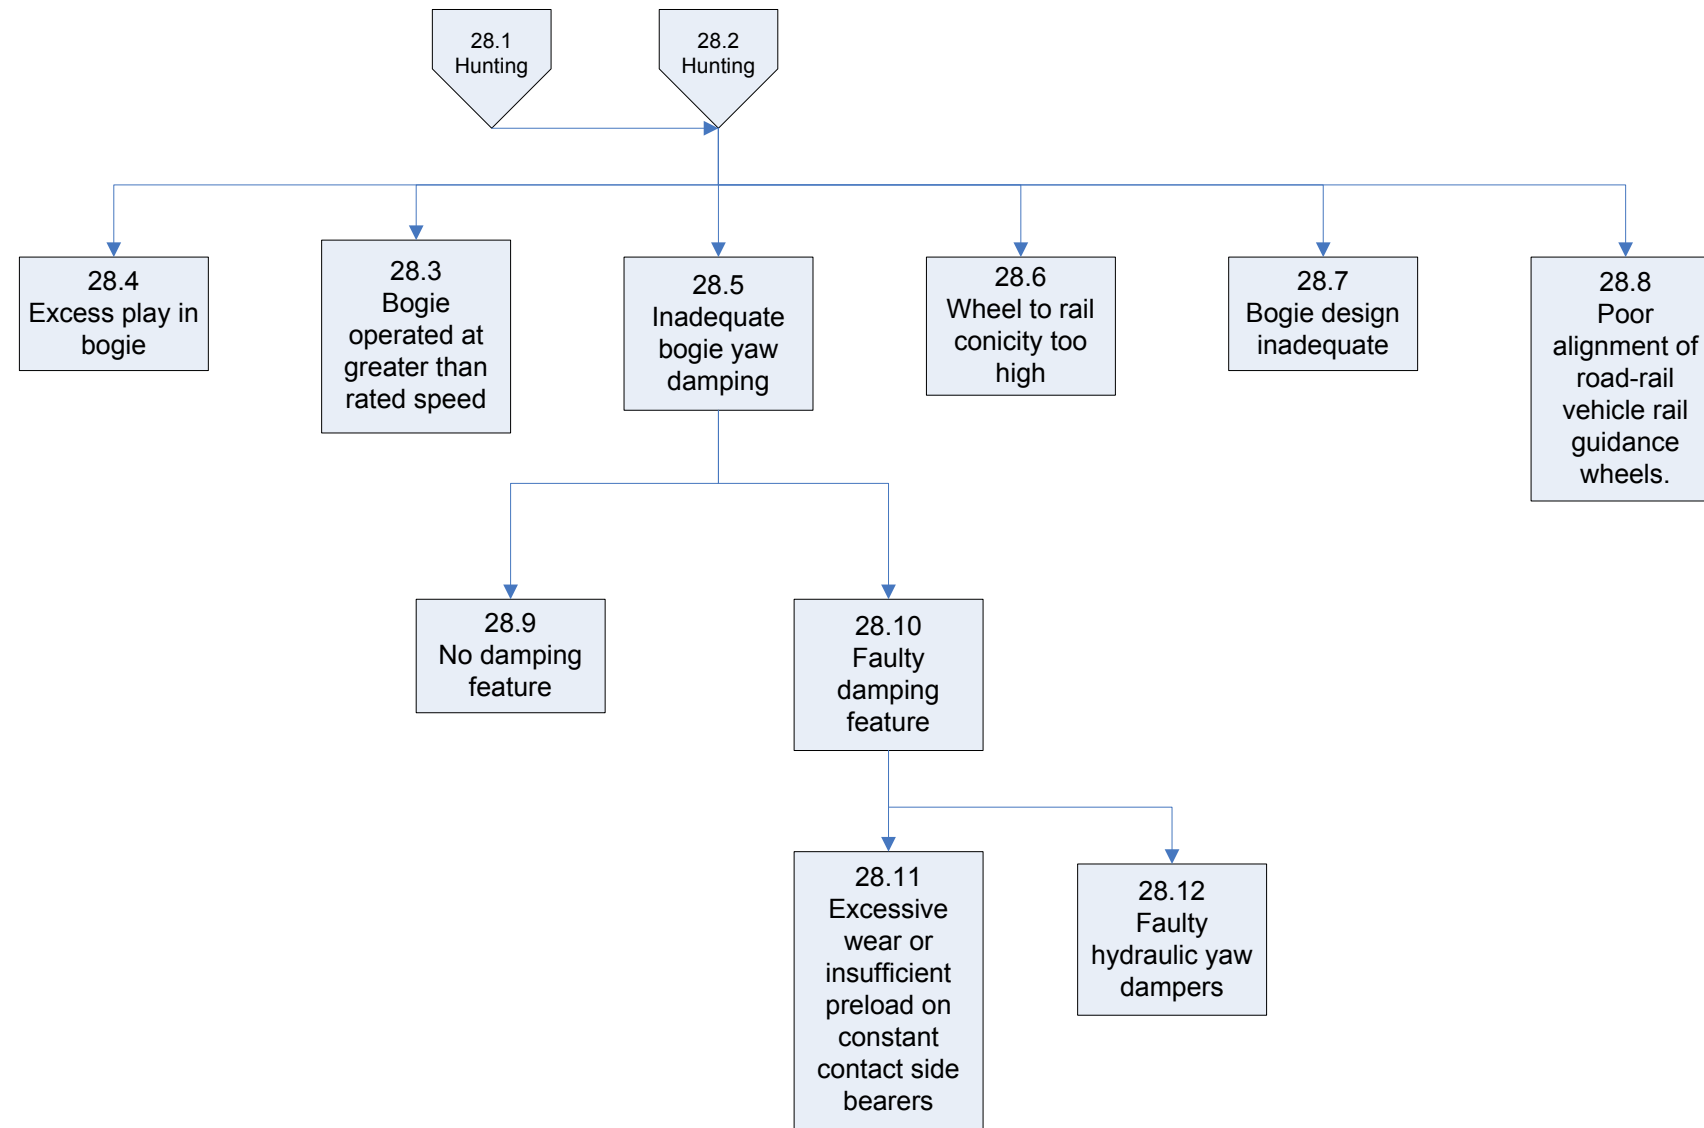 28.1
Hunting
28.2
Hunting
28.4
Excess play in
bogie
28.3
Bogie
operated at
greater than
rated speed
28.5
Inadequate
bogie yaw
damping
28.6
Wheel to rail
conicity too
high
28.7
Bogie design
inadequate
28.8
Poor
alignment of
road-rail
vehicle rail
guidance
wheels.
28.9
No damping
feature
28.10
Faulty
damping
feature
28.11
Excessive
wear or
insufficient
preload on
constant
contact side
bearers
28.12
Faulty
hydraulic yaw
dampers